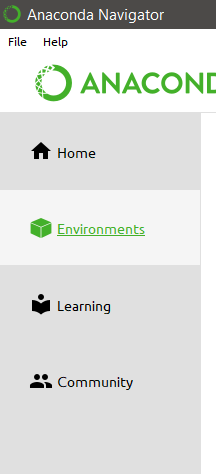 Anaconda Navigator
File Help
ANACOND
Home
Environments
Learning
Community